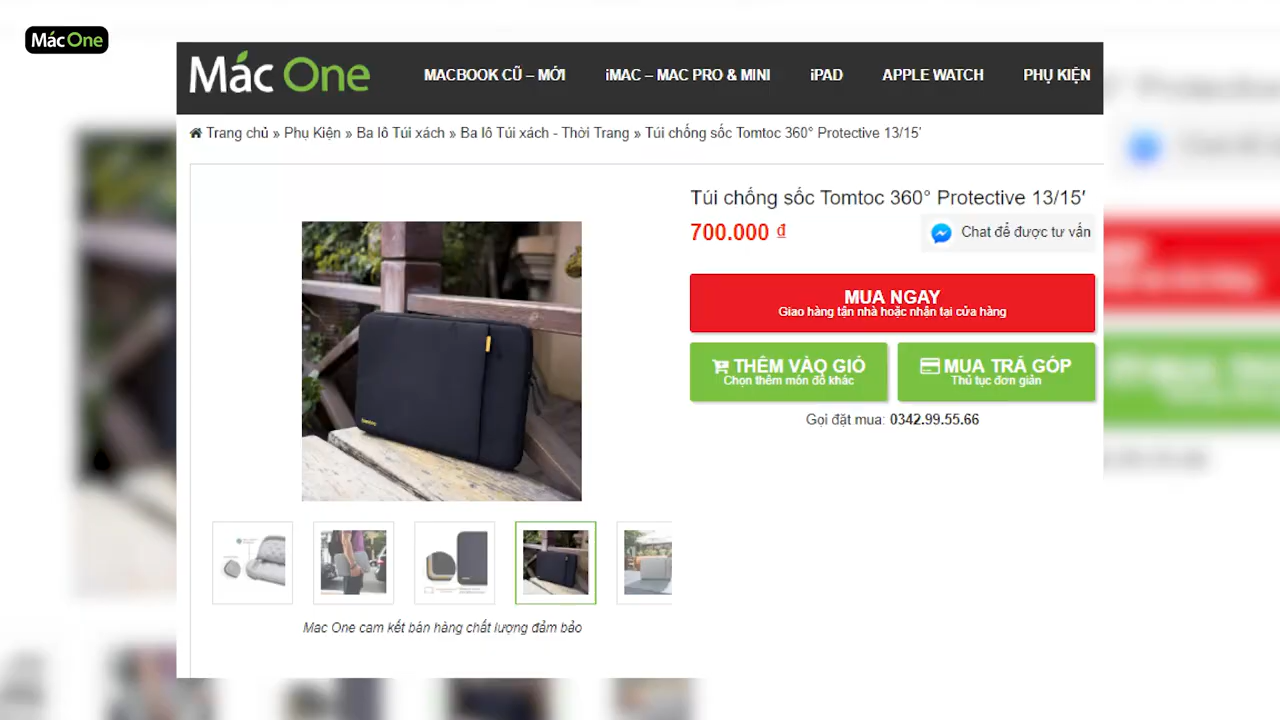 Mác One
Mác One
MACBOOK CŨ – MỚI
iMAC – MAC PRO & MINI
iPAD
APPLE WATCH
PHỤ KIỆN
Trang chủ » Phụ Kiện » Ba lô Túi xách » Ba lô Túi xách - Thời Trang » Túi chống sốc Tomtoc 360° Protective 13/15′
Túi chống sốc Tomtoc 360° Protective 13/15′
700.000 ₫
Chat để được tư vấn
MUA NGAY
Giao hàng tận nhà hoặc nhận tại cửa hàng
THÊM VÀO GIỎ
Chọn thêm món đồ khác
MUA TRẢ GÓP
Thủ tục đơn giản
Gọi đặt mua: 0342.99.55.66
Mac One cam kết bán hàng chất lượng đảm bảo